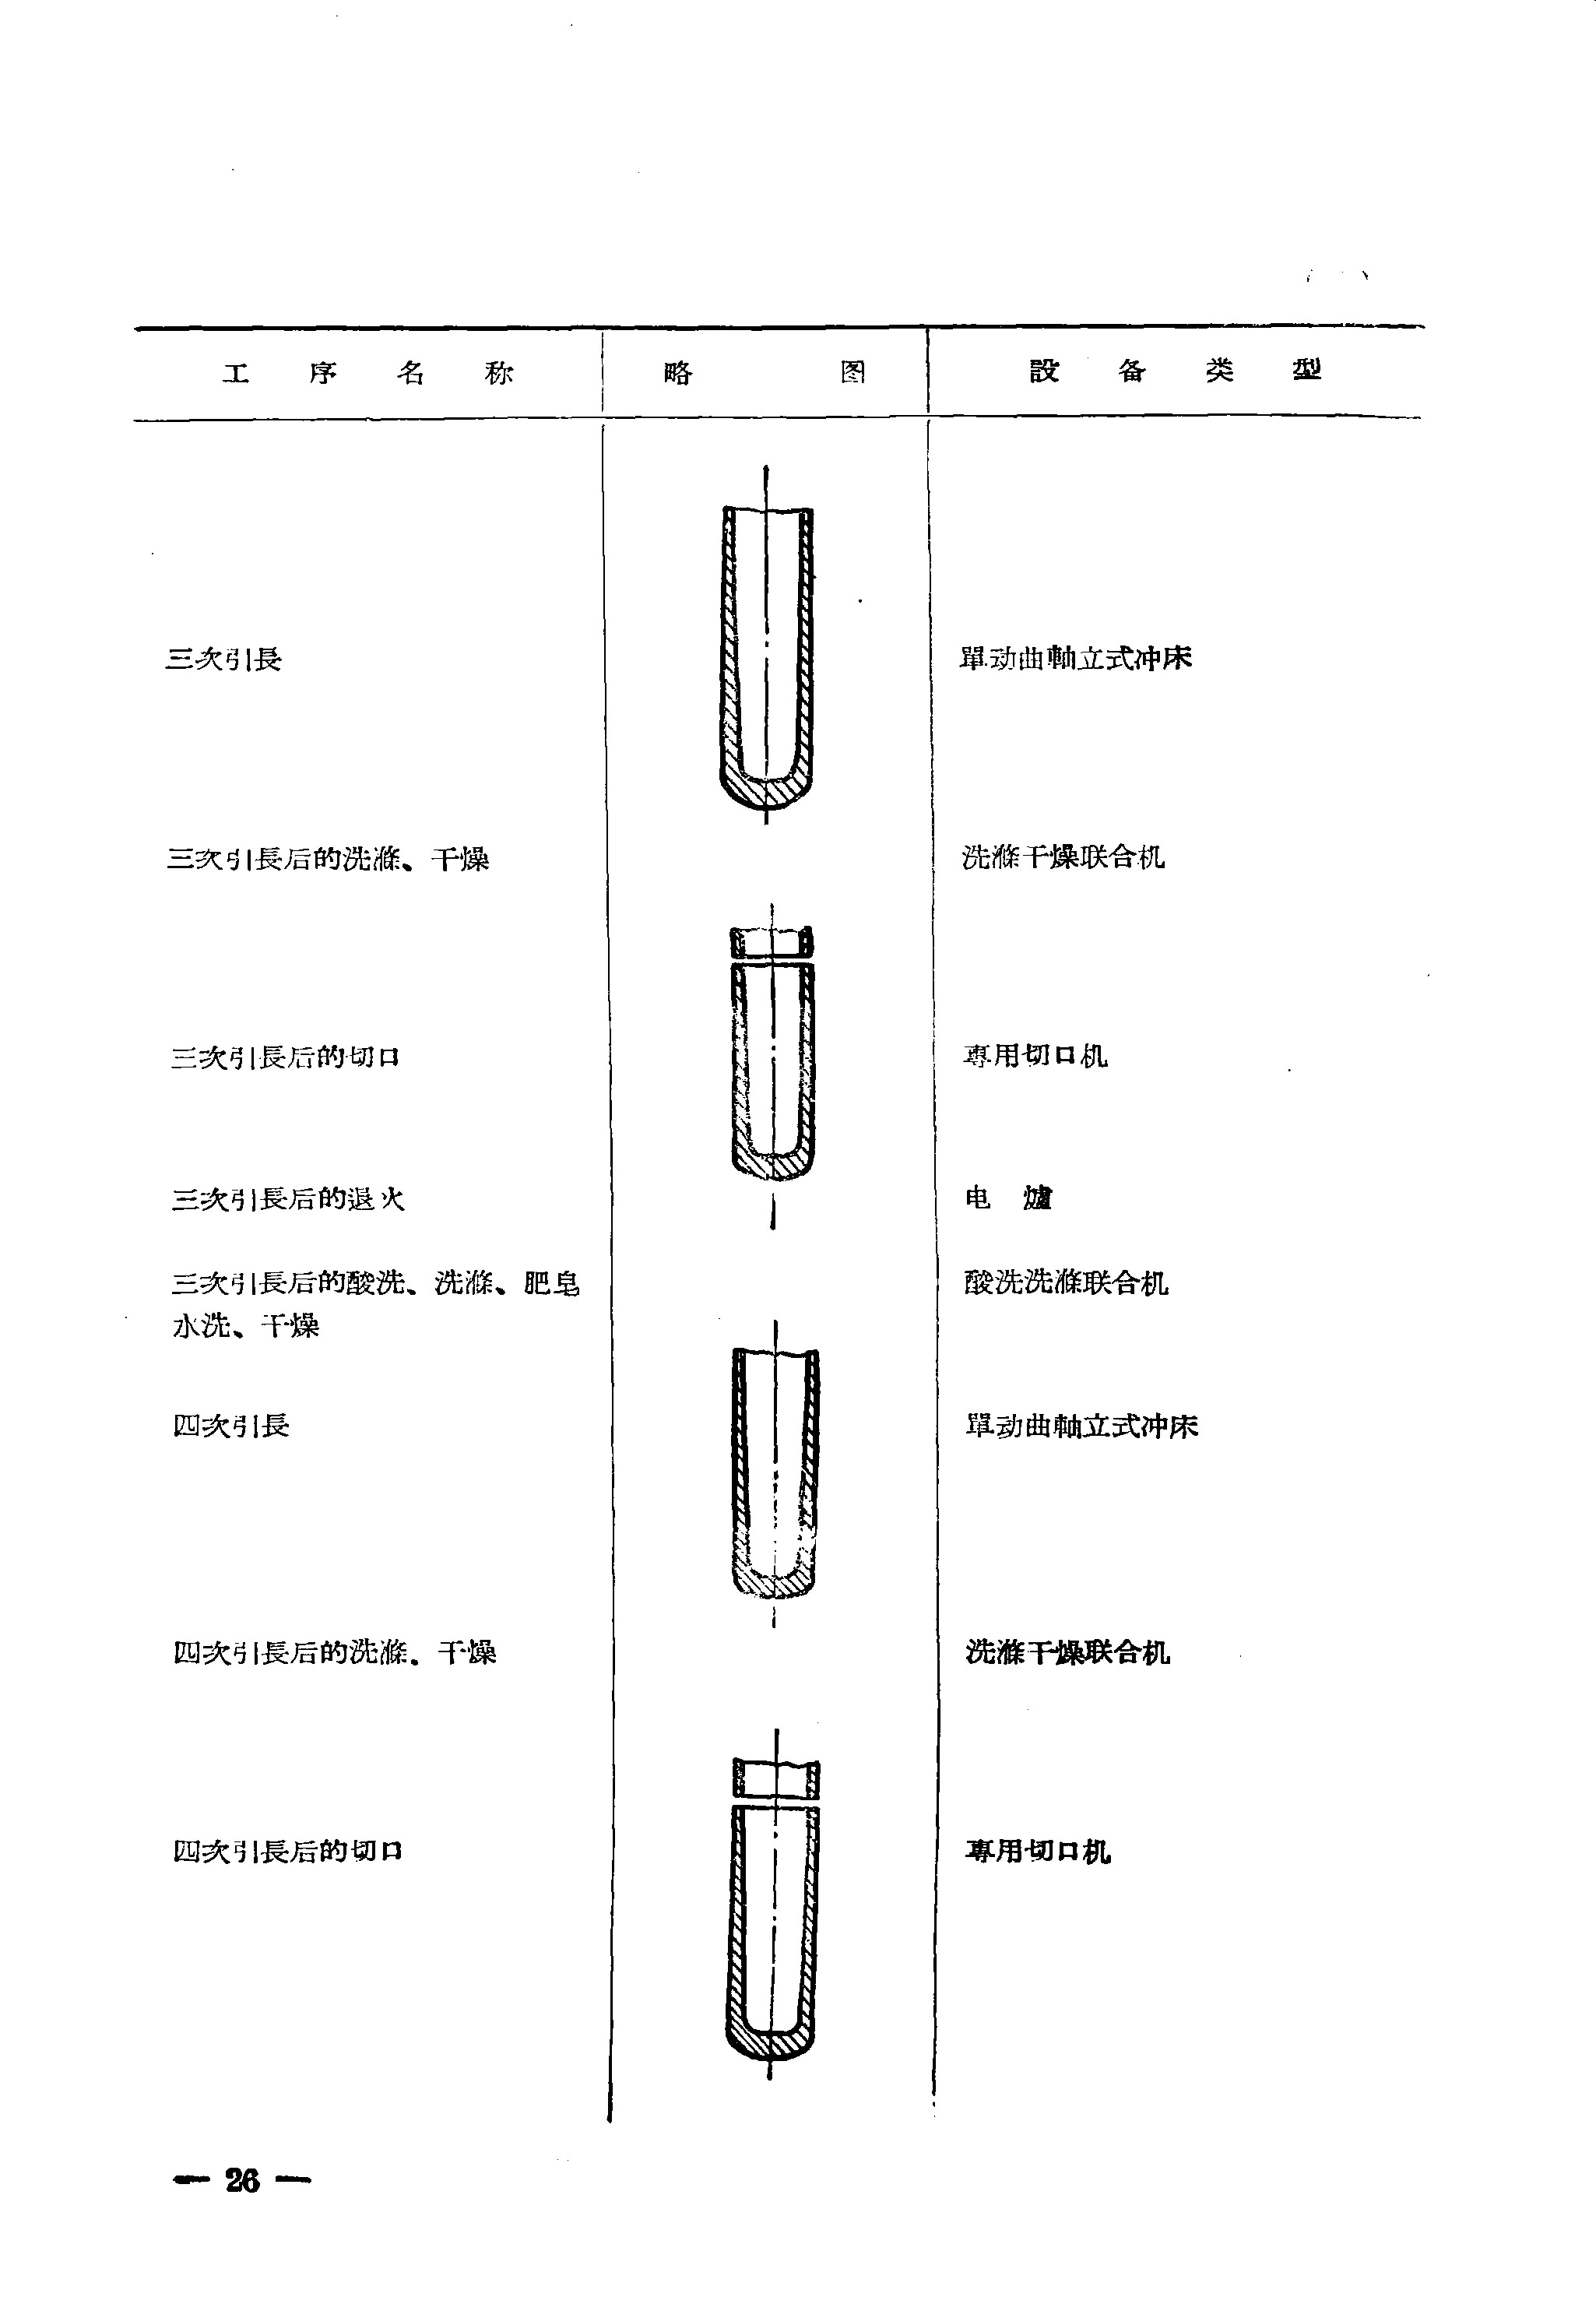 工序名称 略图 設备类型
三次引長 單动曲軸立式冲床
三次引長后的洗滌、干燥 洗滌干燥联合机
三次引長后的切口 專用切口机
三次引長后的退火 电爐
三次引長后的酸洗、洗滌、肥皂 酸洗洗滌联合机
水洗、干燥
四次引長 單动曲軸立式冲床
四次引長后的洗滌、干燥 洗滌干燥联合机
四次引長后的切口 專用切口机
— 26 —